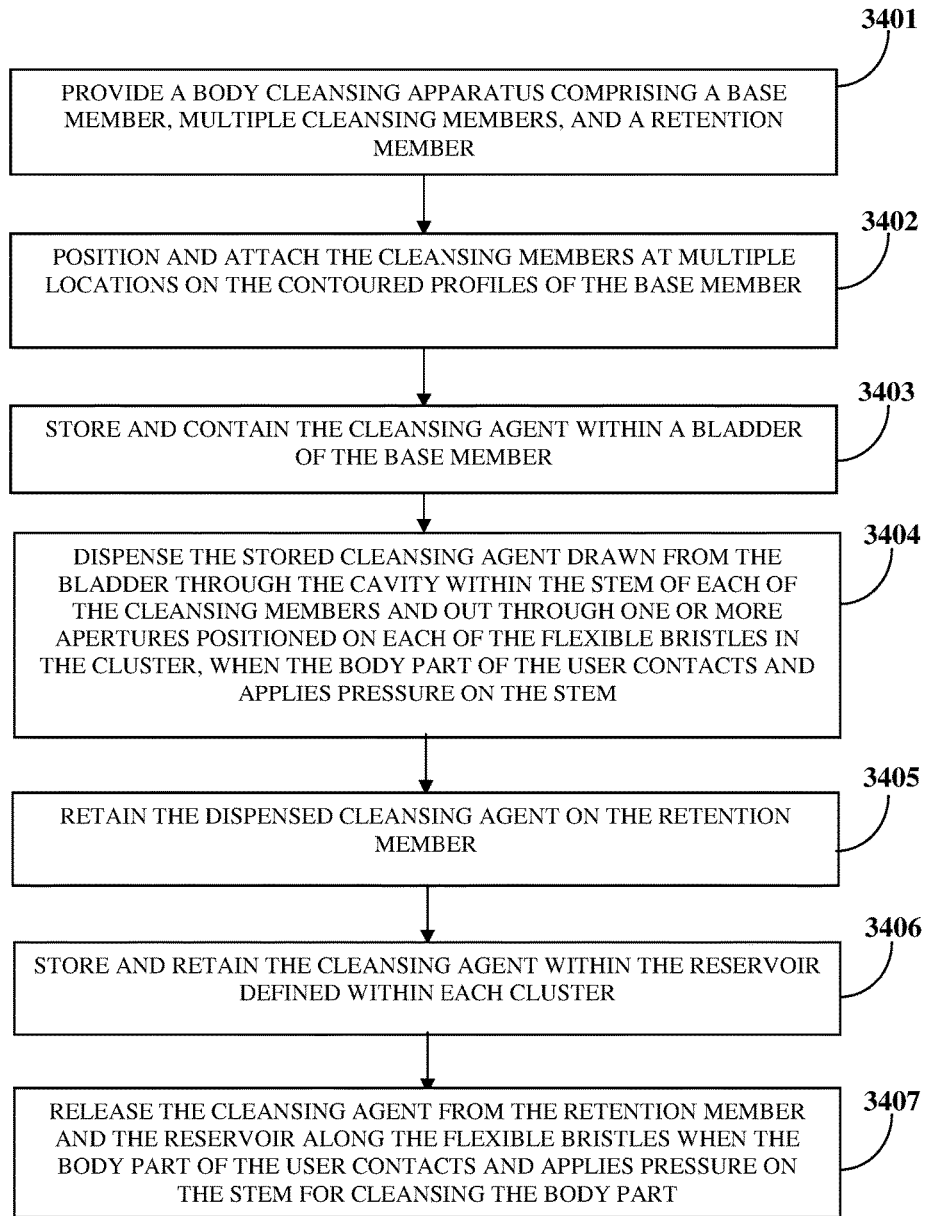 3401
PROVIDE A BODY CLEANSING APPARATUS COMPRISING A BASE
MEMBER, MULTIPLE CLEANSING MEMBERS, AND A RETENTION
MEMBER
3402
POSITION AND ATTACH THE CLEANSING MEMBERS AT MULTIPLE
LOCATIONS ON THE CONTOURED PROFILES OF THE BASE MEMBER
3403
STORE AND CONTAIN THE CLEANSING AGENT WITHIN A BLADDER
OF THE BASE MEMBER
3404
DISPENSE THE STORED CLEANSING AGENT DRAWN FROM THE
BLADDER THROUGH THE CAVITY WITHIN THE STEM OF EACH OF
THE CLEANSING MEMBERS AND OUT THROUGH ONE OR MORE
APERTURES POSITIONED ON EACH OF THE FLEXIBLE BRISTLES IN
THE CLUSTER, WHEN THE BODY PART OF THE USER CONTACTS AND
APPLIES PRESSURE ON THE STEM
3405
RETAIN THE DISPENSED CLEANSING AGENT ON THE RETENTION
MEMBER
3406
STORE AND RETAIN THE CLEANSING AGENT WITHIN THE RESERVOIR
DEFINED WITHIN EACH CLUSTER
3407
RELEASE THE CLEANSING AGENT FROM THE RETENTION MEMBER
AND THE RESERVOIR ALONG THE FLEXIBLE BRISTLES WHEN THE
BODY PART OF THE USER CONTACTS AND APPLIES PRESSURE ON
THE STEM FOR CLEANSING THE BODY PART